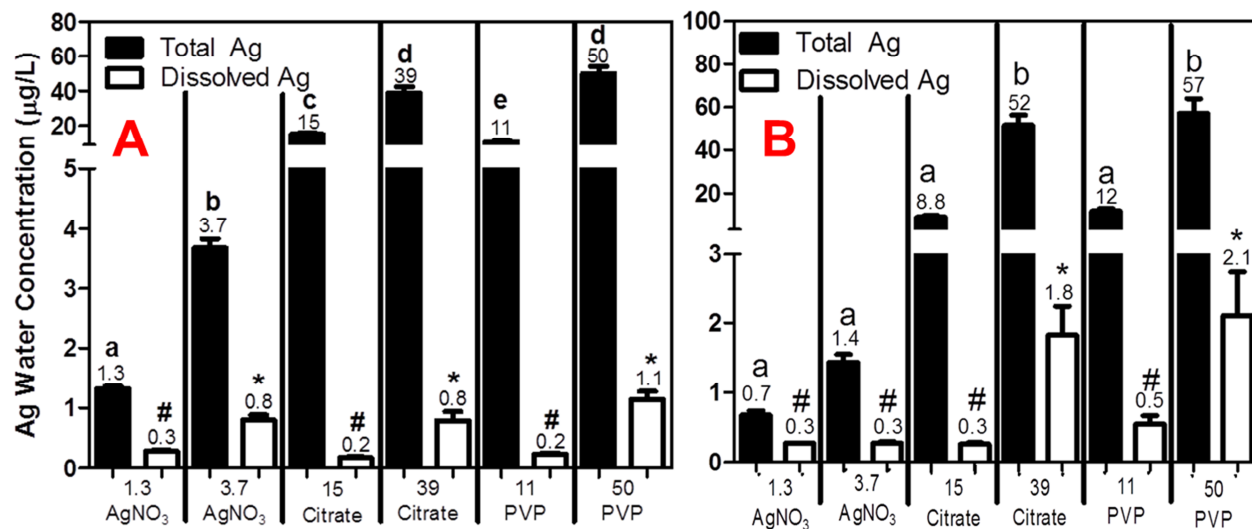 Ag Water Concentration (µg/L)
A
Total Ag
Dissolved Ag
80
60
40
20
5
4
3
2
1
0
a
1.3
#
0.3
b
3.7
*
0.8
c
15
#
0.2
d
39
*
0.8
e
11
#
0.2
d
50
*
1.1
1.3 3.7 15 39 11 50
AgNO₃ AgNO₃ Citrate Citrate PVP PVP
B
Total Ag
Dissolved Ag
100
80
60
40
20
3
2
1
0
a
0.7
#
0.3
a
1.4
#
0.3
a
8.8
#
0.3
b
52
*
1.8
a
12
#
0.5
b
57
*
2.1
1.3 3.7 15 39 11 50
AgNO₃ AgNO₃ Citrate Citrate PVP PVP